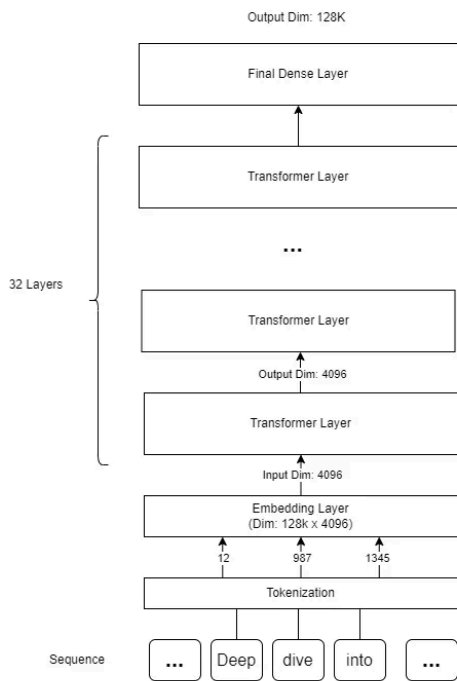 Output Dim: 128K
Final Dense Layer
Transformer Layer
...
32 Layers
Transformer Layer
Output Dim: 4096
Transformer Layer
Input Dim: 4096
Embedding Layer
(Dim: 128k x 4096)
12 987 1345
Tokenization
Sequence ... Deep dive into ...